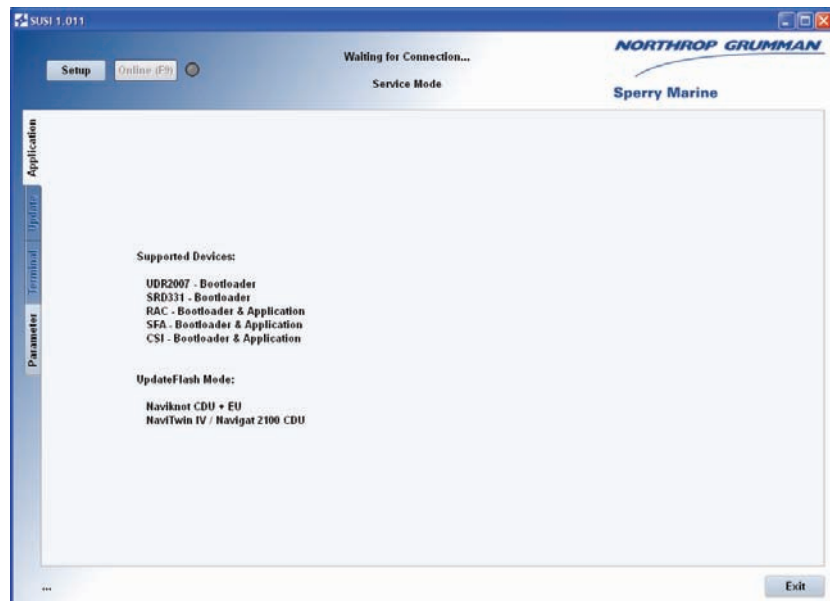 SUSI 1.011
Setup
Online (F9)
Waiting for Connection...
Service Mode
NORTHROP GRUMMAN
Sperry Marine
Application
Update
Terminal
Parameter
Supported Devices:
UDR2007 - Bootloader
SRD331 - Bootloader
RAC - Bootloader & Application
SFA - Bootloader & Application
CSI - Bootloader & Application
UpdateFlash Mode:
Naviknot CDU + EU
NaviTwin IV / Navigat 2100 CDU
...
Exit